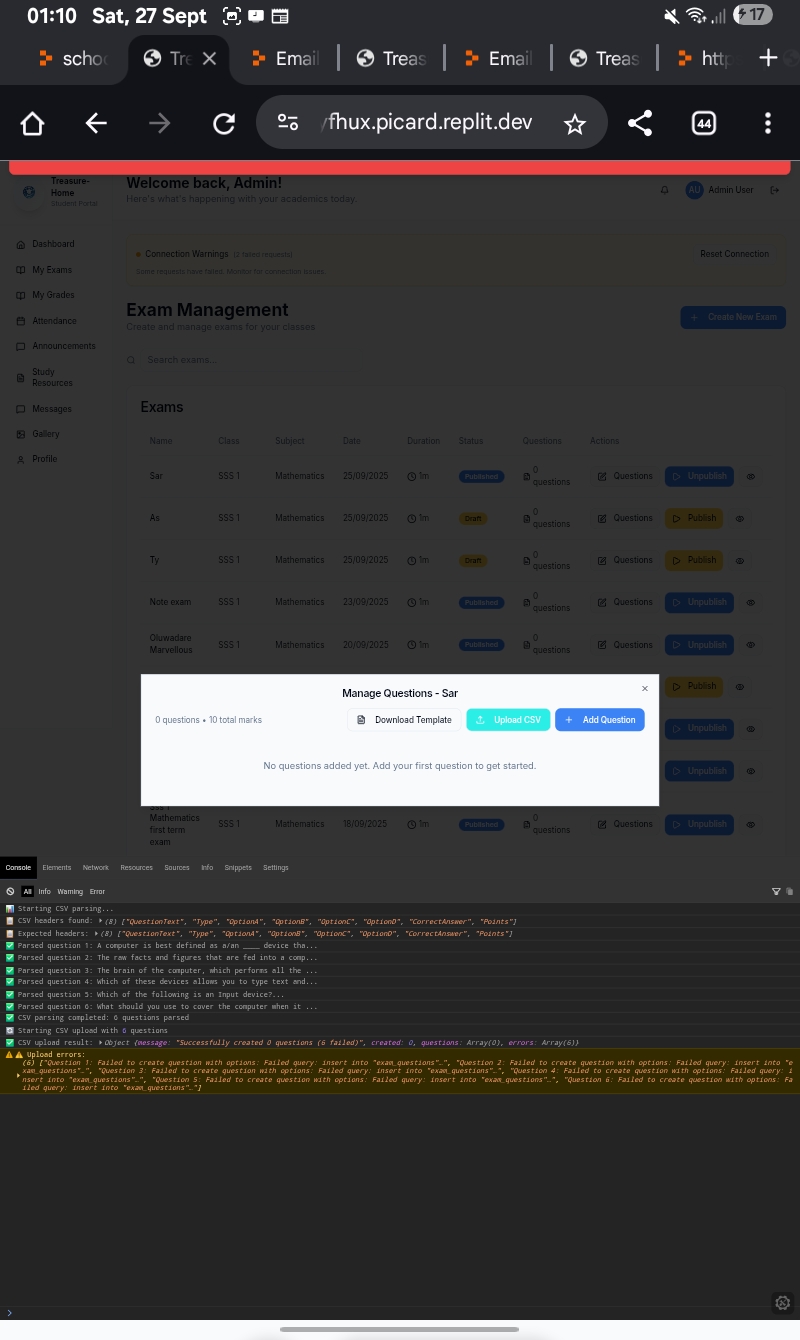 01:10 Sat, 27 Sept
17
schoo Tre Email Treas Email Treas http
fhux.picard.replit.dev
44
Treasure-
Home
Student Portal
Welcome back, Admin!
Here's what's happening with your academics today.
AU Admin User
Dashboard
My Exams
My Grades
Attendance
Announcements
Study
Resources
Messages
Gallery
Profile
Connection Warnings
failed requests)
Reset Connection
Some requests have failed. Monitor for connection issues.
Exam Management
Create and manage exams for your classes
Create New Exam
Search exams...
Exams
Name Class Subject Date Duration Status Questions Actions
Sar SSS 1 Mathematics 25/09/2025 1m Published 0 questions Questions Unpublish
As SSS 1 Mathematics 25/09/2025 1m Draft 0 questions Questions Publish
Ty SSS 1 Mathematics 25/09/2025 1m Draft 0 questions Questions Publish
Note exam SSS 1 Mathematics 23/09/2025 1m Published 0 questions Questions Unpublish
Oluwadare Marvellous SSS 1 Mathematics 20/09/2025 1m Published 0 questions Questions Unpublish
Publish
Unpublish
Unpublish
Manage Questions - Sar
×
0 questions • 10 total marks
Download Template
Upload CSV
Add Question
No questions added yet. Add your first question to get started.
Sss 1
Mathematics first term exam SSS 1 Mathematics 18/09/2025 1m Published 0 questions Questions Unpublish
Console Elements Network Resources Sources Info Snippets Settings
All Info Warning Error
Starting CSV parsing...
CSV headers found: (8) ["QuestionText", "Type", "OptionA", "OptionB", "OptionC", "OptionD", "CorrectAnswer", "Points"]
Expected headers: (8) ["QuestionText", "Type", "OptionA", "OptionB", "OptionC", "OptionD", "CorrectAnswer", "Points"]
Parsed question 1: A computer is best defined as a/an ____ device tha...
Parsed question 2: The raw facts and figures that are fed into a comp...
Parsed question 3: The brain of the computer, which performs all the ...
Parsed question 4: Which of these devices allows you to type text and...
Parsed question 5: Which of the following is an Input device?...
Parsed question 6: What should you use to cover the computer when it ...
CSV parsing completed: 6 questions parsed
Starting CSV upload with 6 questions
CSV upload result: Object {message: "Successfully created 0 questions (6 failed)", created: 0, questions: Array(0), errors: Array(6)}
Upload errors:
(6) ["Question 1: Failed to create question with options: Failed query: insert into "exam_questions"…", "Question 2: Failed to create question with options: Failed query: insert into "e
xam_questions"…", "Question 3: Failed to create question with options: Failed query: insert into "exam_questions"…", "Question 4: Failed to create question with options: Failed query: i
nsert into "exam_questions"…", "Question 5: Failed to create question with options: Failed query: insert into "exam_questions"…", "Question 6: Failed to create question with options: Fa
iled query: insert into "exam_questions"…"]